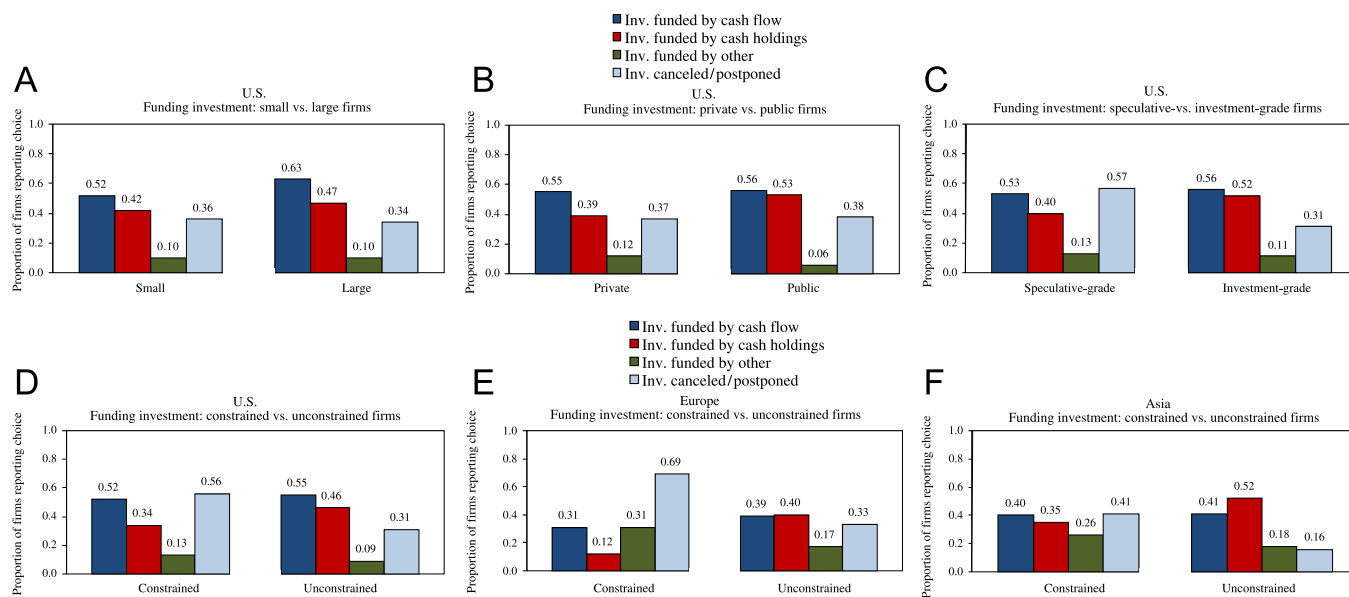 Inv. funded by cash flow
Inv. funded by cash holdings
Inv. funded by other
Inv. canceled/postponed
A
U.S.
Funding investment: small vs. large firms
Proportion of firms reporting choice
1.0
0.8
0.6
0.4
0.2
0.0
0.52
0.42
0.10
0.36
0.63
0.47
0.10
0.34
Small
Large
B
U.S.
Funding investment: private vs. public firms
Proportion of firms reporting choice
1.0
0.8
0.6
0.4
0.2
0.0
0.55
0.39
0.12
0.37
0.56
0.53
0.06
0.38
Private
Public
C
U.S.
Funding investment: speculative-vs. investment-grade firms
Proportion of firms reporting choice
1.0
0.8
0.6
0.4
0.2
0.0
0.53
0.40
0.13
0.57
0.56
0.52
0.11
0.31
Speculative-grade
Investment-grade
Inv. funded by cash flow
Inv. funded by cash holdings
Inv. funded by other
Inv. canceled/postponed
D
U.S.
Funding investment: constrained vs. unconstrained firms
Proportion of firms reporting choice
1.0
0.8
0.6
0.4
0.2
0.0
0.52
0.34
0.13
0.56
0.55
0.46
0.09
0.31
Constrained
Unconstrained
E
Europe
Funding investment: constrained vs. unconstrained firms
Proportion of firms reporting choice
1.0
0.8
0.6
0.4
0.2
0.0
0.31
0.12
0.31
0.69
0.39
0.40
0.17
0.33
Constrained
Unconstrained
F
Asia
Funding investment: constrained vs. unconstrained firms
Proportion of firms reporting choice
1.0
0.8
0.6
0.4
0.2
0.0
0.40
0.35
0.26
0.41
0.41
0.52
0.18
0.16
Constrained
Unconstrained